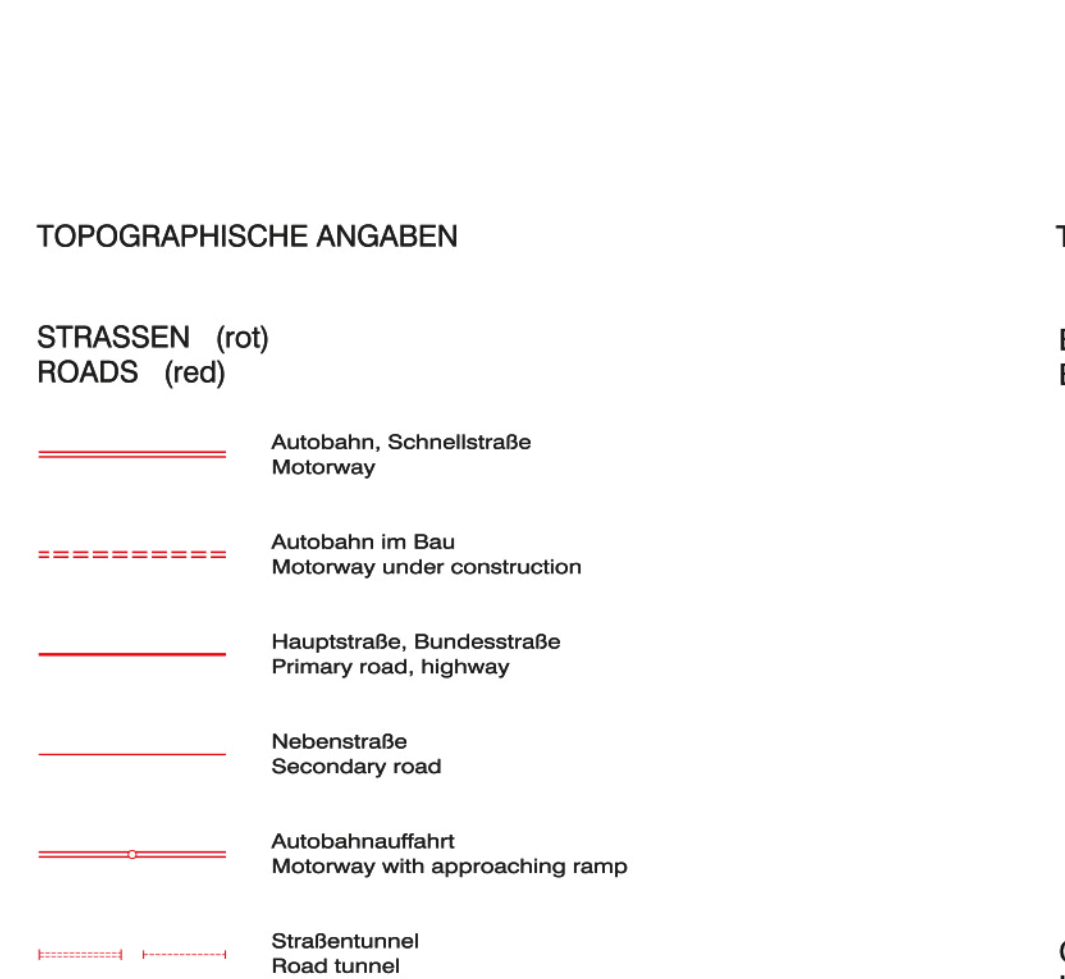 TOPOGRAPHISCHE ANGABEN
STRASSEN (rot)
ROADS (red)
Autobahn, Schnellstraße
Motorway
Autobahn im Bau
Motorway under construction
Hauptstraße, Bundesstraße
Primary road, highway
Nebenstraße
Secondary road
Autobahnauffahrt
Motorway with approaching ramp
Straßentunnel
Road tunnel